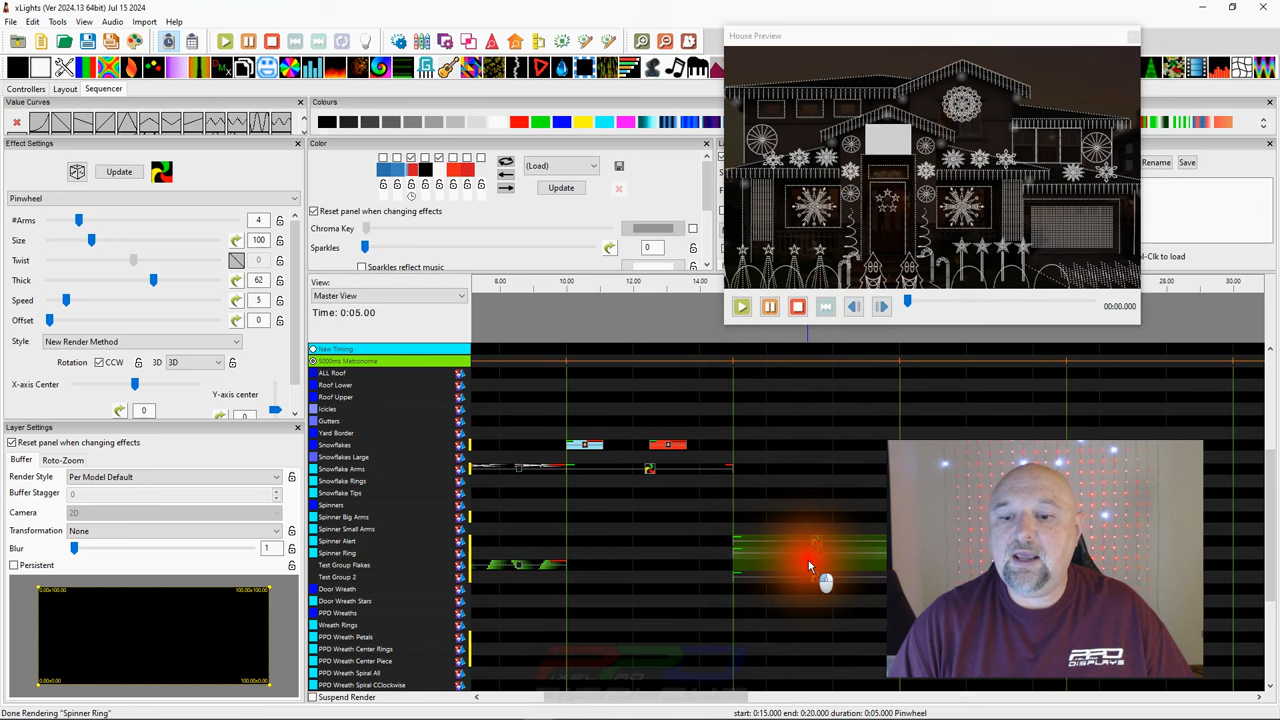 xLights (Ver 2024.13 64bit) Jul 15 2024
File Edit Tools View Audio Import Help
House Preview
Controllers Layout Sequencer
Value Curves
Colours
Effect Settings
Update
Pinwheel
#Arms 4
Size 100
Twist 0
Thick 62
Speed 5
Offset 0
Style New Render Method
Rotation CCW 3D 3D
X-axis Center
Y-axis center
0
Color
(Load)
Update
Reset panel when changing effects
Chroma Key
Sparkles 0
Sparkles reflect music
Rename Save
-Clk to load
00:00.000
Layer Settings
Reset panel when changing effects
Buffer Roto-Zoom
Render Style Per Model Default
Buffer Stagger 0
Camera 2D
Transformation None
Blur 1
Persistent
0.00x100.00 100.00x100.00
0.00x0.00 100.00x0.00
View:
Master View
Time: 0:05.00
8.00 10.00 12.00 14.00 28.00 30.00
New Timing
5000ms Metronome
ALL Roof
Roof Lower
Roof Upper
Icicles
Gutters
Yard Border
Snowflakes
Snowflakes Large
Snowflake Arms
Snowflake Rings
Snowflake Tips
Spinners
Spinner Big Arms
Spinner Small Arms
Spinner Alert
Spinner Ring
Test Group Flakes
Test Group 2
Door Wreath
Door Wreath Stars
PPD Wreaths
Wreath Rings
PPD Wreath Petals
PPD Wreath Center Rings
PPD Wreath Center Piece
PPD Wreath Spiral All
PPD Wreath Spiral CClockwise
Suspend Render
PPD
DISPLAYS
Done Rendering "Spinner Ring"
start: 0:15.000 end: 0:20.000 duration: 0:05.000 Pinwheel